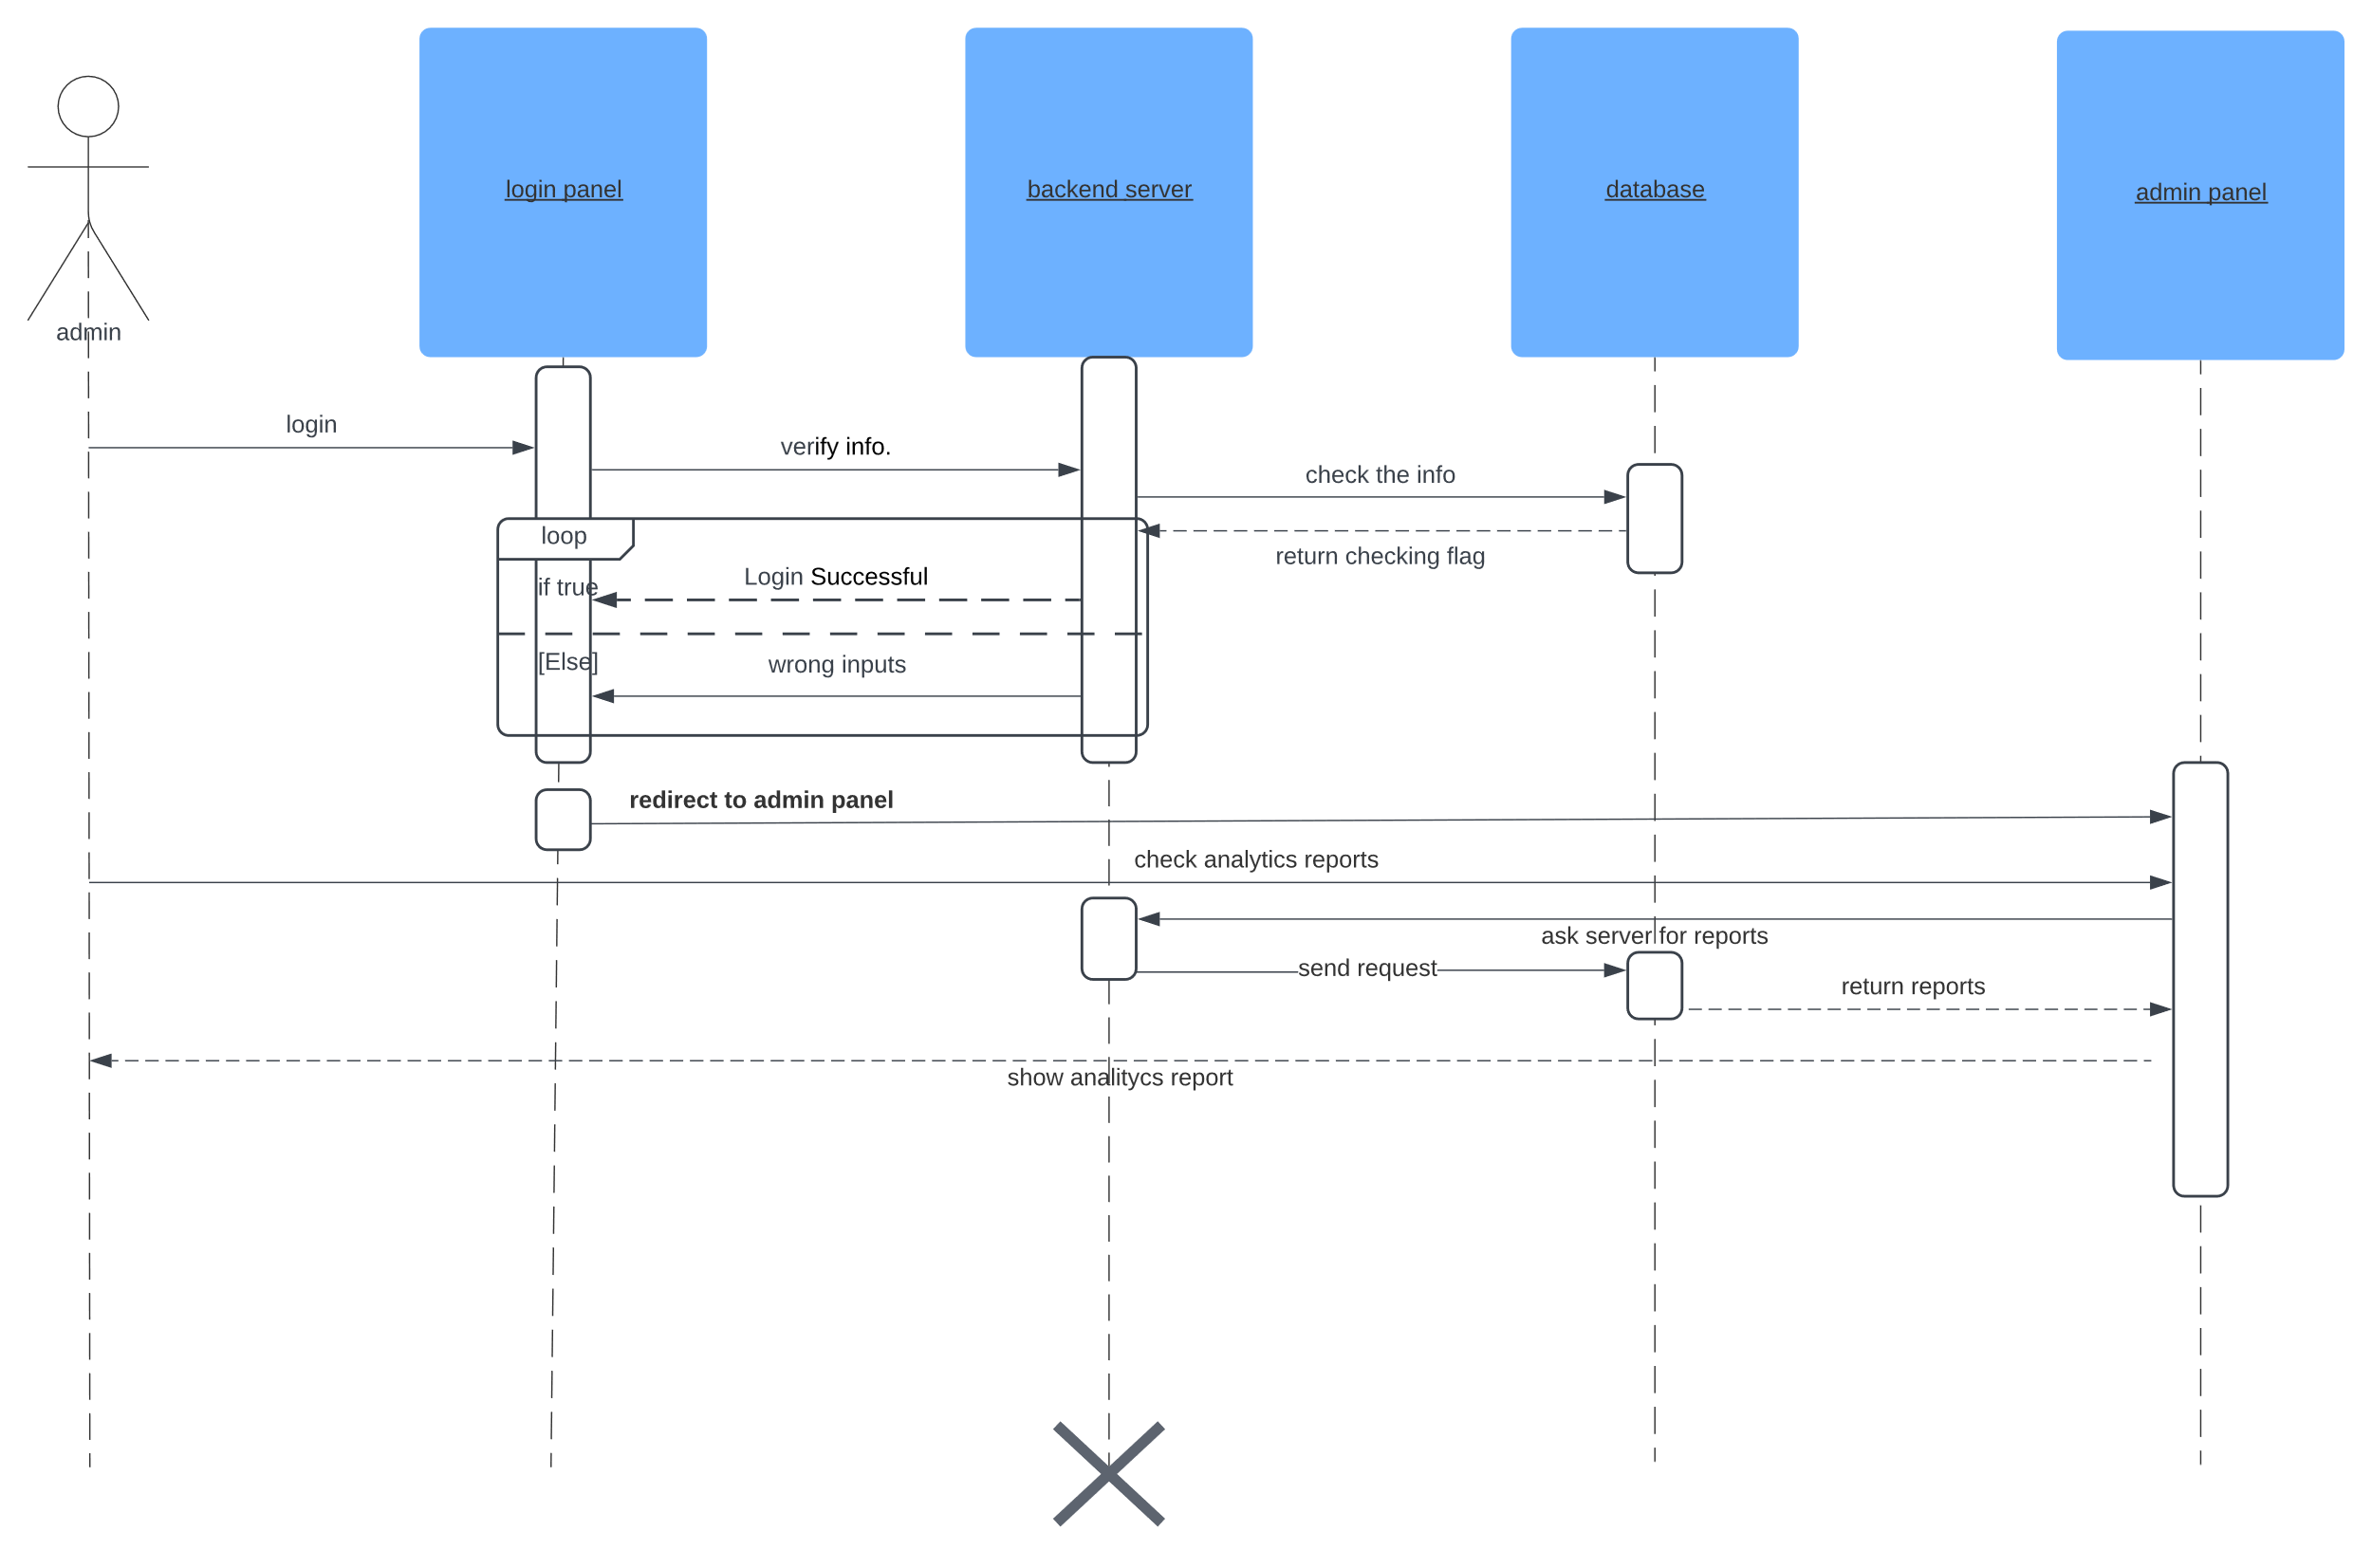 login panel
backend server
database
admin panel
admin
login
verify info.
check the info
loop
return checking flag
if true
Login Successful
[Else]
wrong inputs
redirect to admin panel
check analytics reports
ask server for reports
send request
return reports
show analitycs report